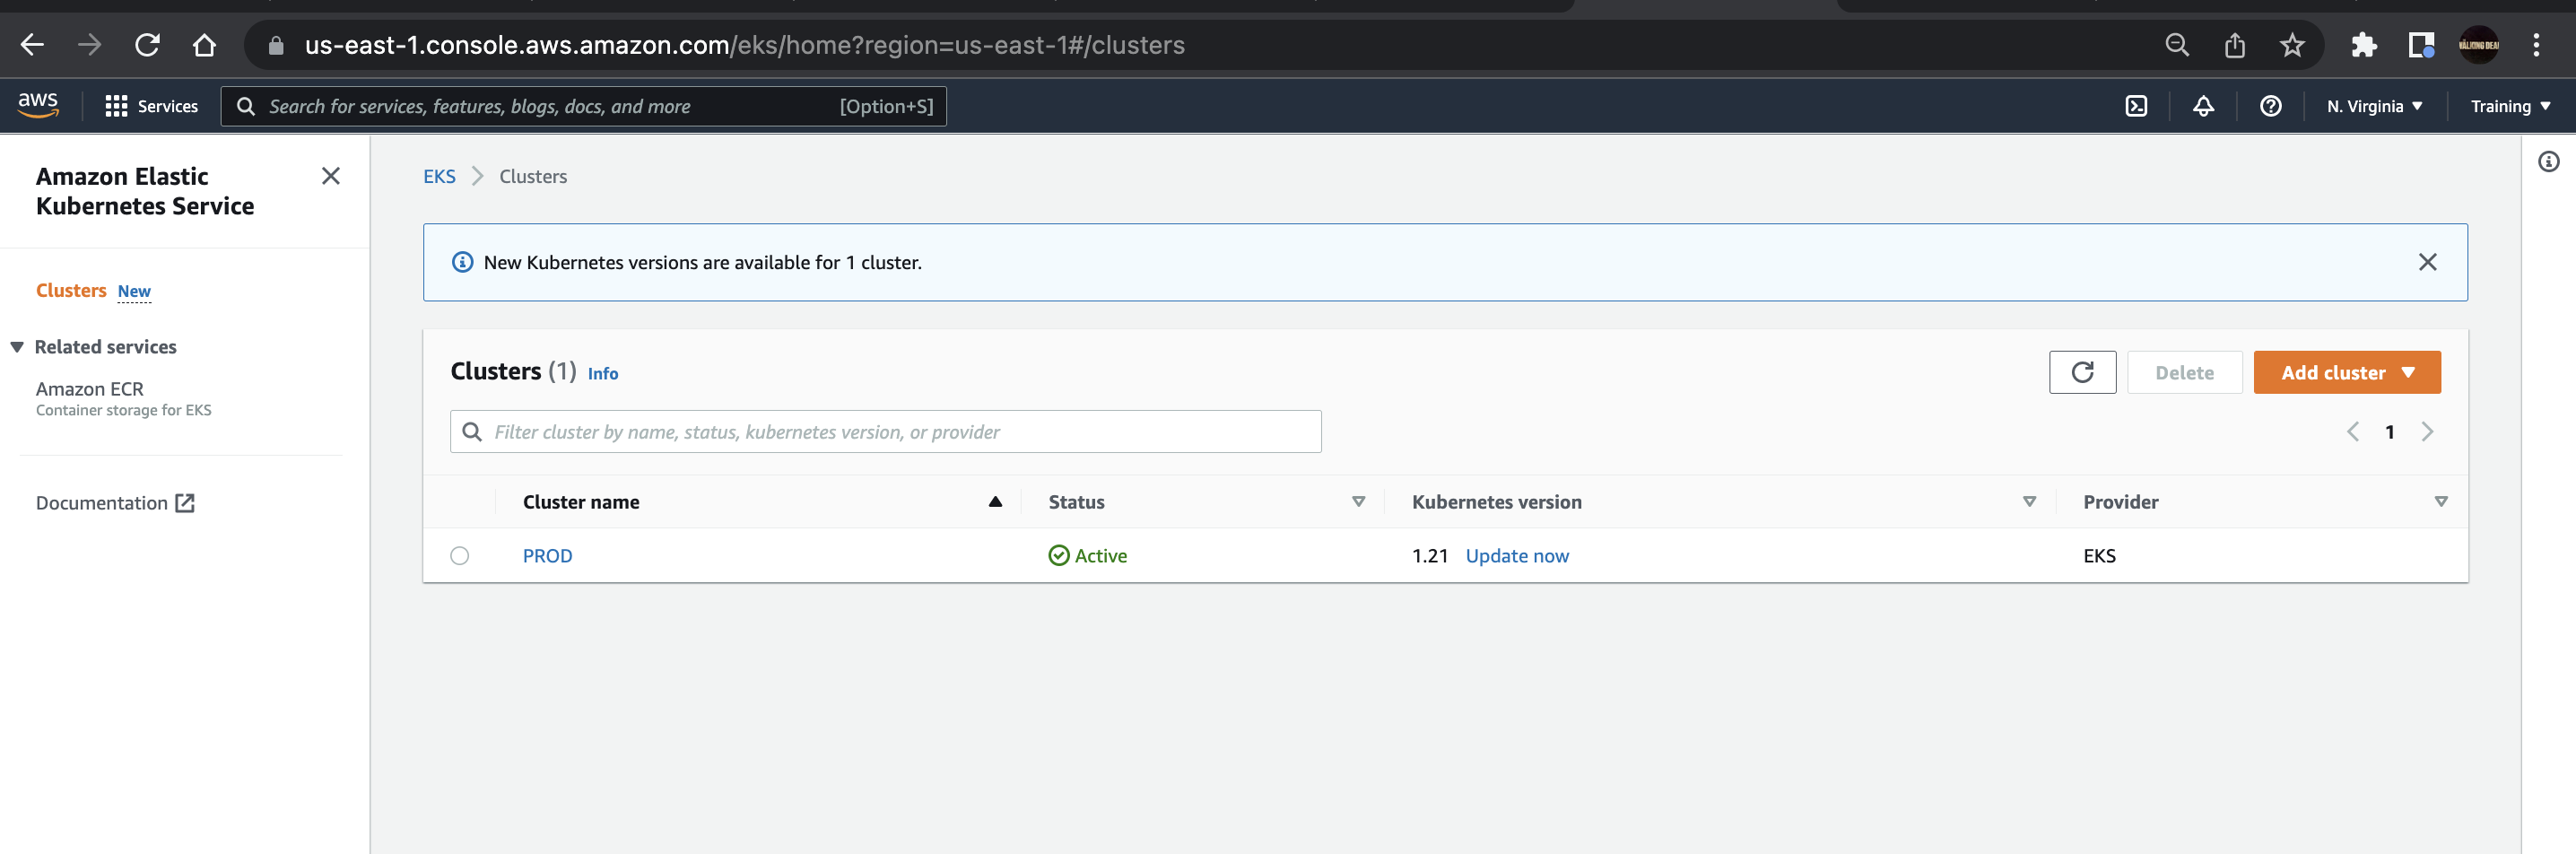 us-east-1.console.aws.amazon.com/eks/home?region=us-east-1#/clusters
aws
Services
Search for services, features, blogs, docs, and more
[Option+S]
N. Virginia
Training
Amazon Elastic
Kubernetes Service
Clusters New
Related services
Amazon ECR
Container storage for EKS
Documentation
EKS
Clusters
New Kubernetes versions are available for 1 cluster.
Clusters (1) Info
Delete
Add cluster
Filter cluster by name, status, kubernetes version, or provider
1
Cluster name
Status
Kubernetes version
Provider
PROD
Active
1.21 Update now
EKS